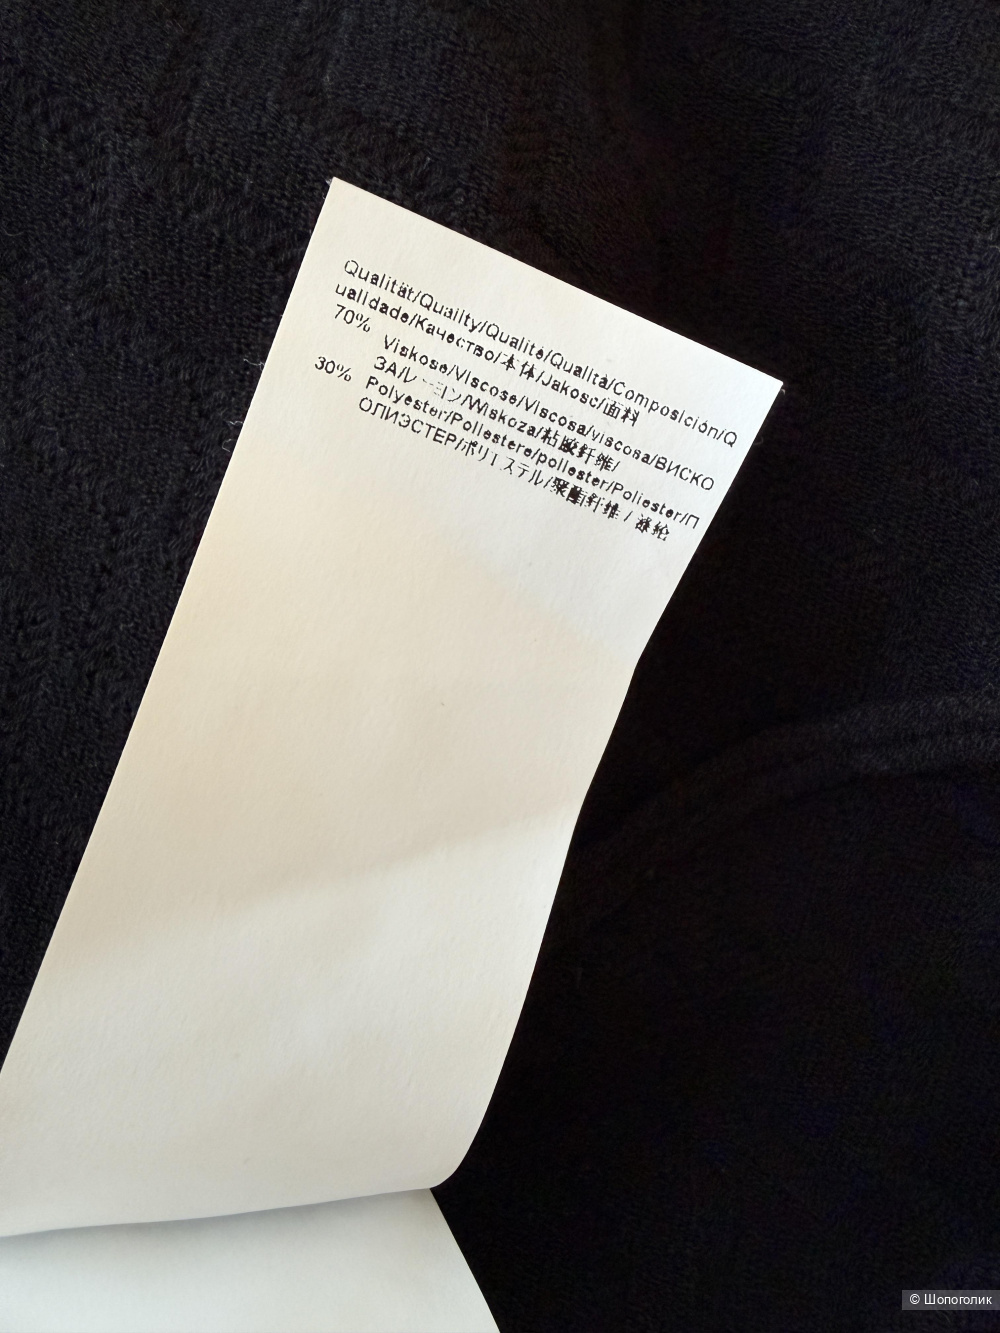 Qualität/Quailty/Qualité/Qualità/Composición/Q
ualidade/Качество/本体/Jakosc/面料
70% Viskose/Viscose/Viscosa/viscosa/ВИСКО
ЗА/レーヨン/Wiskoza/粘胶纤维/
30% Polyester/Poliestere/poliester/Poliester/П
ОЛИЭСТЕР/ポリエステル/聚酯纤维 / 涤纶
© Шопоголик